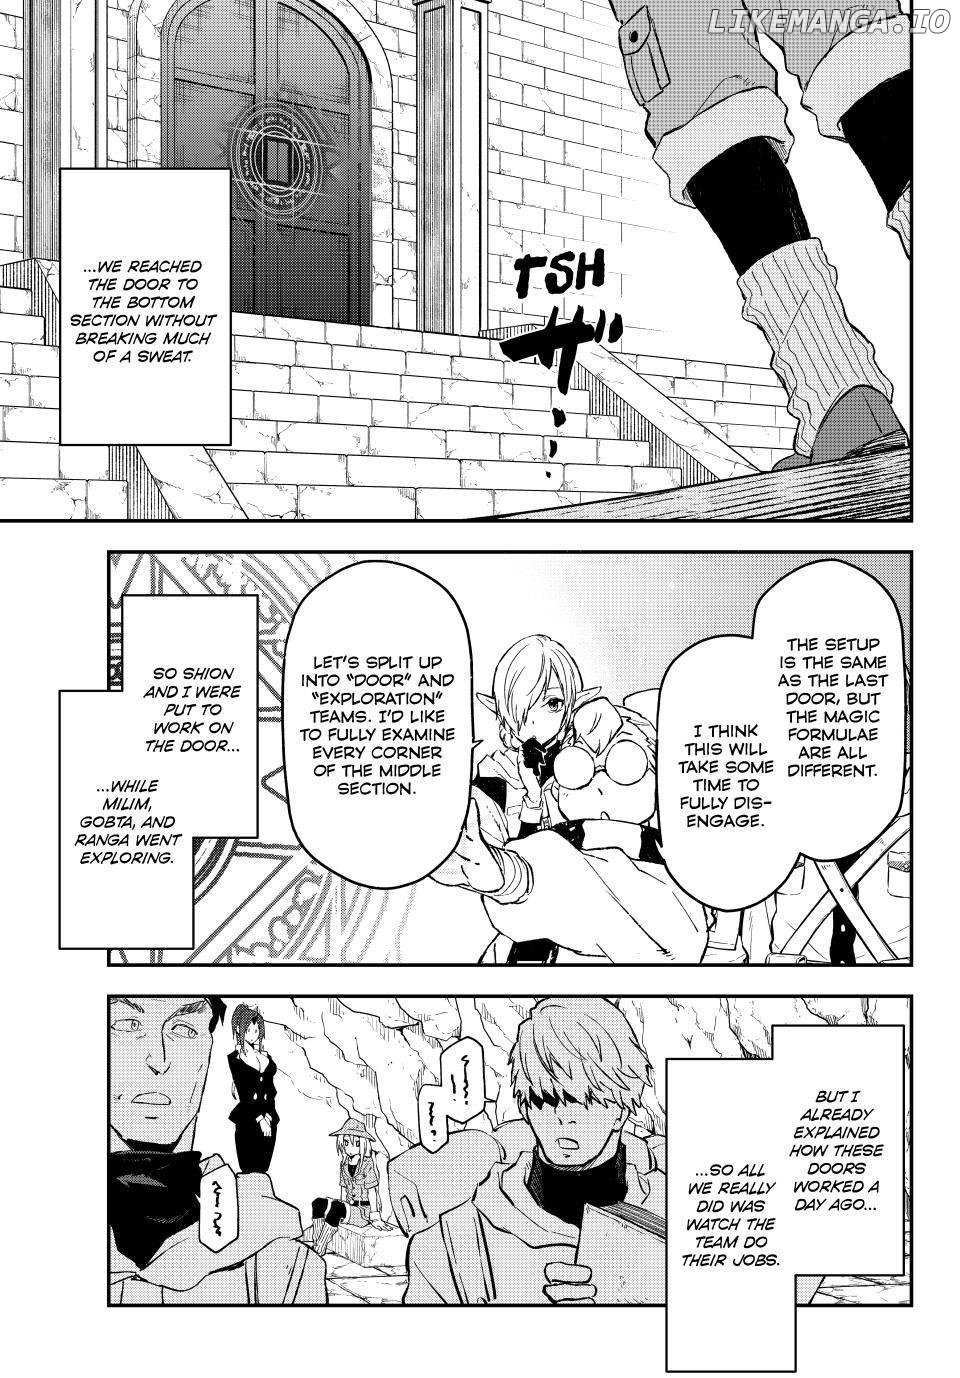 LIKEMANGA.IO
...WE REACHED
THE DOOR TO
THE BOTTOM
SECTION WITHOUT
BREAKING MUCH
OF A SWEAT.
TSH
ザ...
THE SETUP
IS THE SAME
AS THE LAST
DOOR, BUT
THE MAGIC
FORMULAE
ARE ALL
DIFFERENT.
I THINK
THIS WILL
TAKE SOME
TIME TO
FULLY DIS-
ENGAGE.
LET'S SPLIT UP
INTO "DOOR" AND
"EXPLORATION"
TEAMS. I'D LIKE
TO FULLY EXAMINE
EVERY CORNER
OF THE MIDDLE
SECTION.
SO SHION
AND I WERE
PUT TO
WORK ON
THE DOOR...
...WHILE
MILIM,
GOBTA, AND
RANGA WENT
EXPLORING.
BUT I
ALREADY
EXPLAINED
HOW THESE
DOORS
WORKED A
DAY AGO...
...SO ALL
WE REALLY
DID WAS
WATCH THE
TEAM DO
THEIR JOBS.